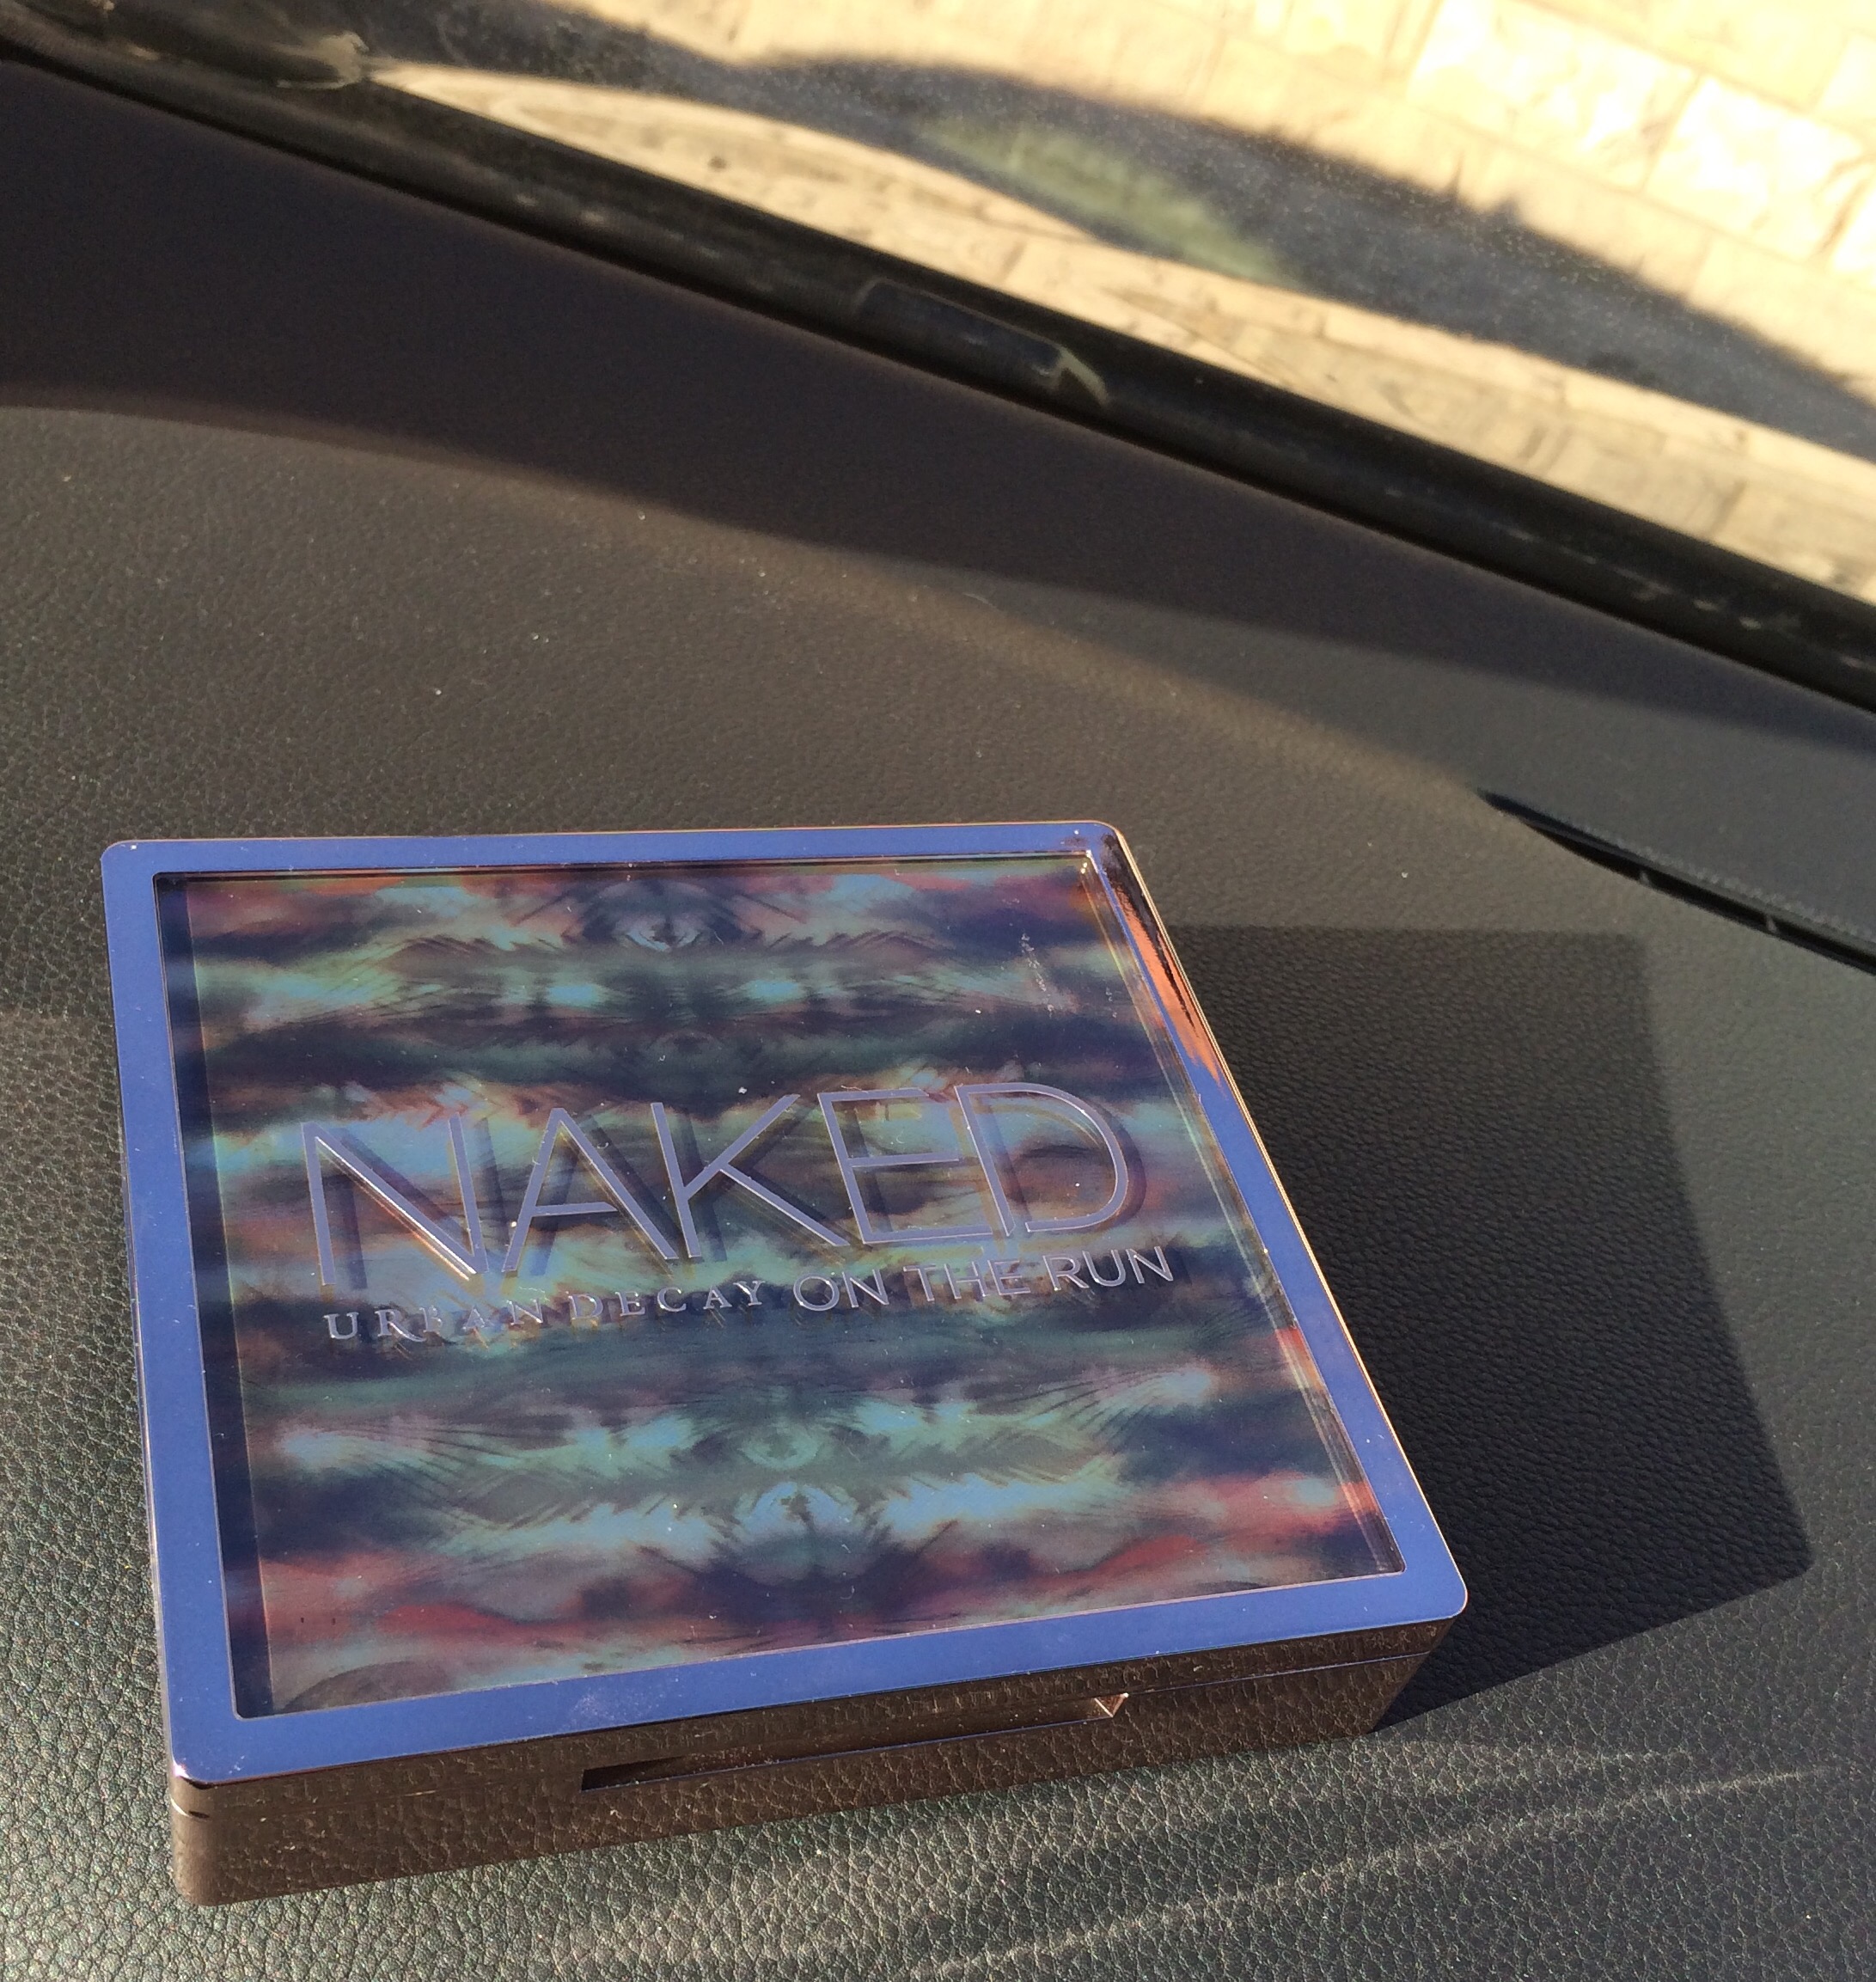 NAKED
URBAN DECAY ON THE RUN